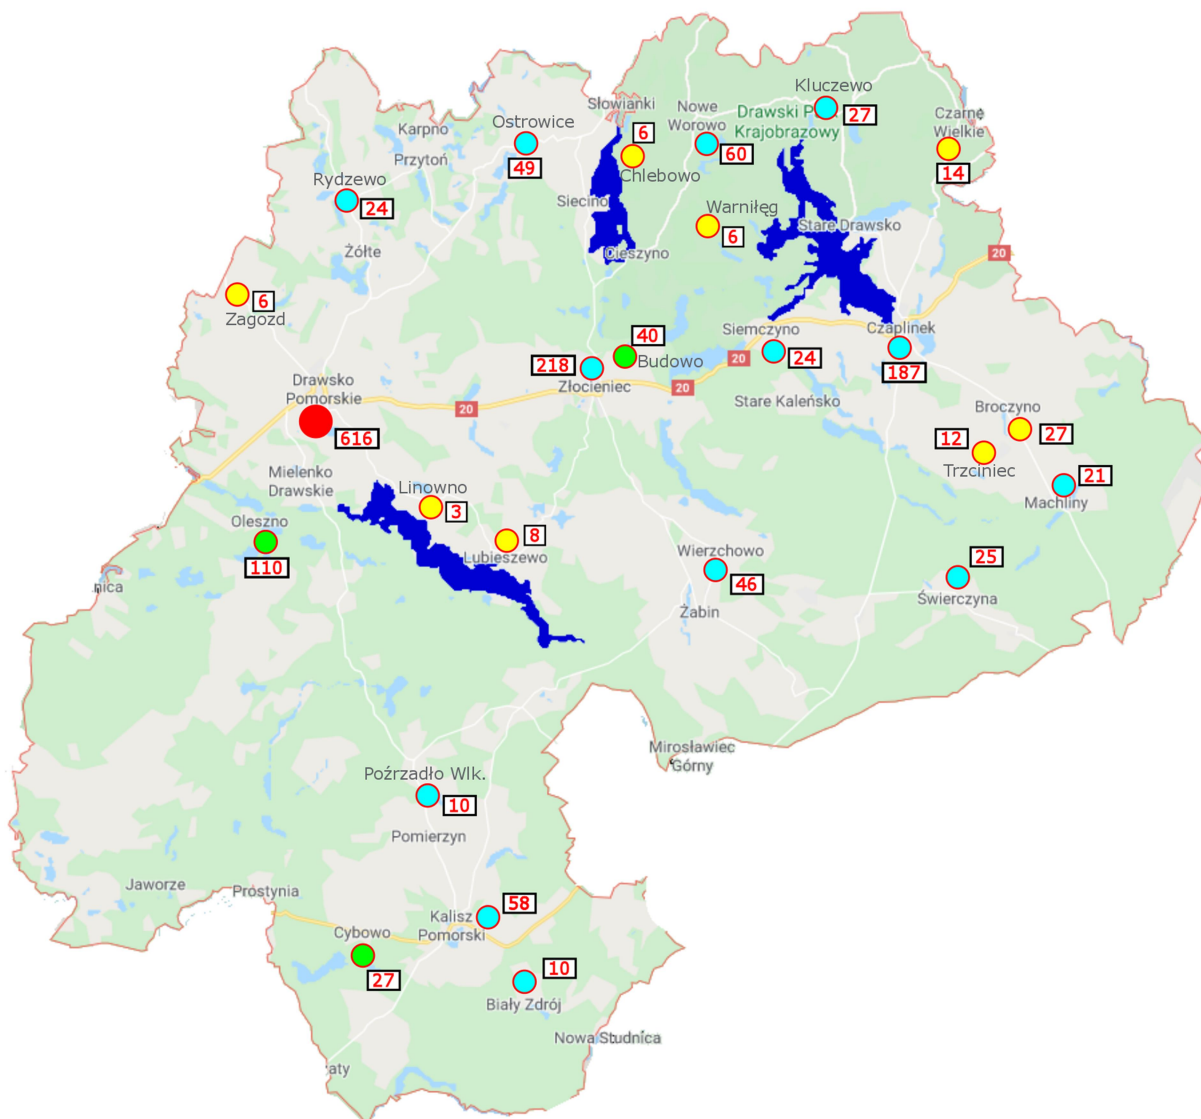 Kluczewo
27
Słowianki
Nowe
Worowo
60
Drawski P
Krajobrazowy
Czarne
Wielkie
14
Ostrowice
49
Karpno
Przytoń
6
Chlebowo
Rydzewo
24
Siecino
Warniłęg
6
Stare Drawsko
Żółte
Cieszyno
20
6
Zagozd
Siemczyno
24
Czaplinek
187
40
Budowo
218
Złocieniec
20
20
20
Drawsko
Pomorskie
616
Stare Kaleńsko
Broczyno
27
12
Trzciniec
21
Machliny
Mielenko
Drawskie
Linowno
3
Oleszno
110
8
Lubieszewo
Wierzchowo
46
25
Świerczyna
nica
Żabin
Mirosławiec
Górny
Poźrzadło Wlk.
10
Pomierzyn
Jaworze
Prostynia
58
Kalisz
Pomorski
Cybowo
27
10
Biały Zdrój
Nowa Studnica
aty